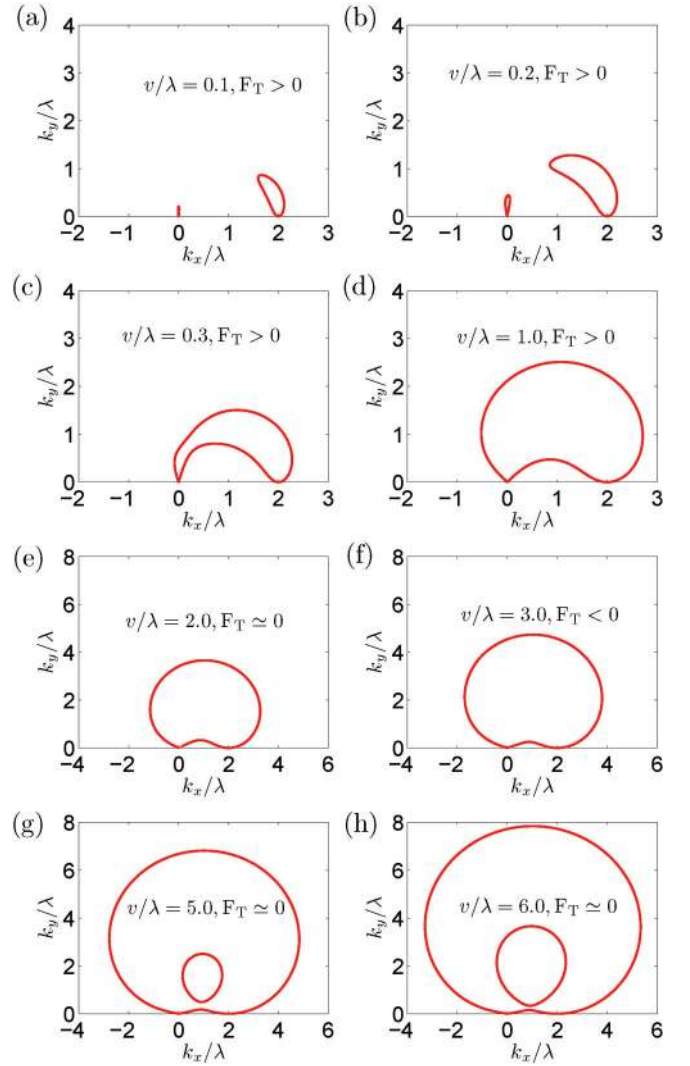 (a)
4
3
2
1
0
k_y/λ
v/λ = 0.1, F_T > 0
−2 −1 0 1 2 3
k_x/λ
(b)
4
3
2
1
0
k_y/λ
v/λ = 0.2, F_T > 0
−2 −1 0 1 2 3
k_x/λ
(c)
4
3
2
1
0
k_y/λ
v/λ = 0.3, F_T > 0
−2 −1 0 1 2 3
k_x/λ
(d)
4
3
2
1
0
k_y/λ
v/λ = 1.0, F_T > 0
−2 −1 0 1 2 3
k_x/λ
(e)
8
6
4
2
0
k_y/λ
v/λ = 2.0, F_T ≃ 0
−4 −2 0 2 4 6
k_x/λ
(f)
8
6
4
2
0
k_y/λ
v/λ = 3.0, F_T < 0
−4 −2 0 2 4 6
k_x/λ
(g)
8
6
4
2
0
k_y/λ
v/λ = 5.0, F_T ≃ 0
−4 −2 0 2 4 6
k_x/λ
(h)
8
6
4
2
0
k_y/λ
v/λ = 6.0, F_T ≃ 0
−4 −2 0 2 4 6
k_x/λ